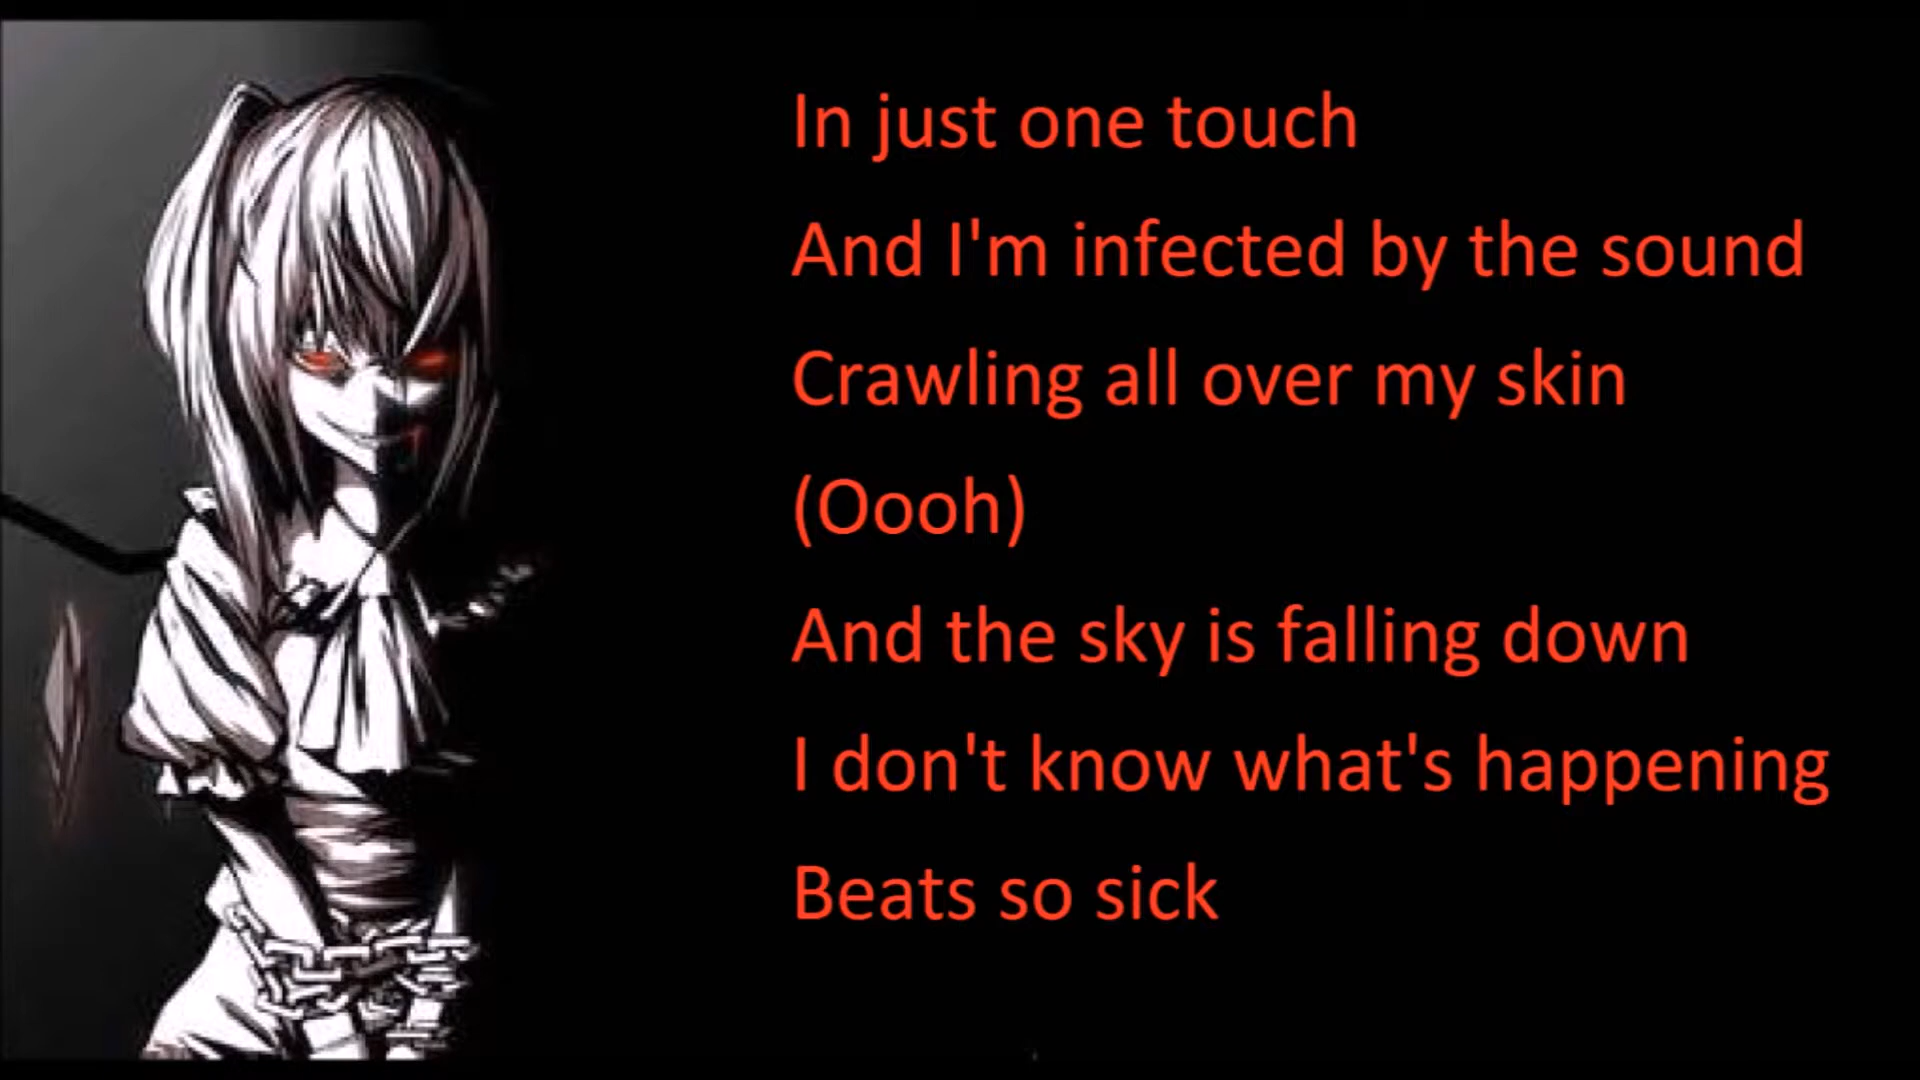 In just one touch
And I'm infected by the sound
Crawling all over my skin
(Oooh)
And the sky is falling down
I don't know what's happening
Beats so sick